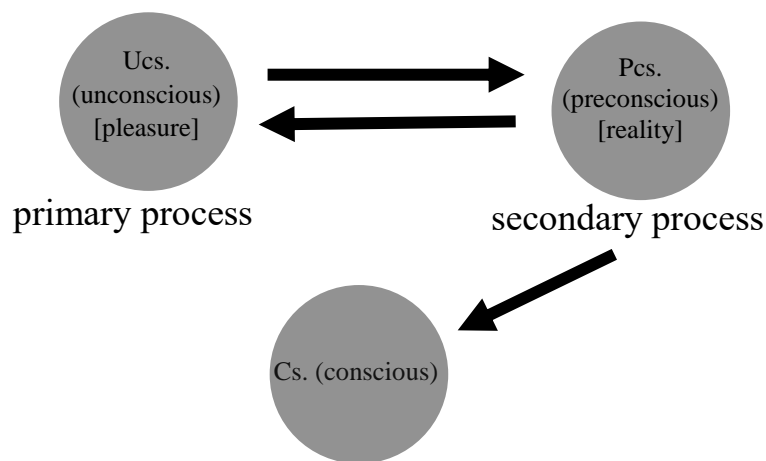 Ucs.
(unconscious)
[pleasure]
primary process
Pcs.
(preconscious)
[reality]
secondary process
Cs. (conscious)